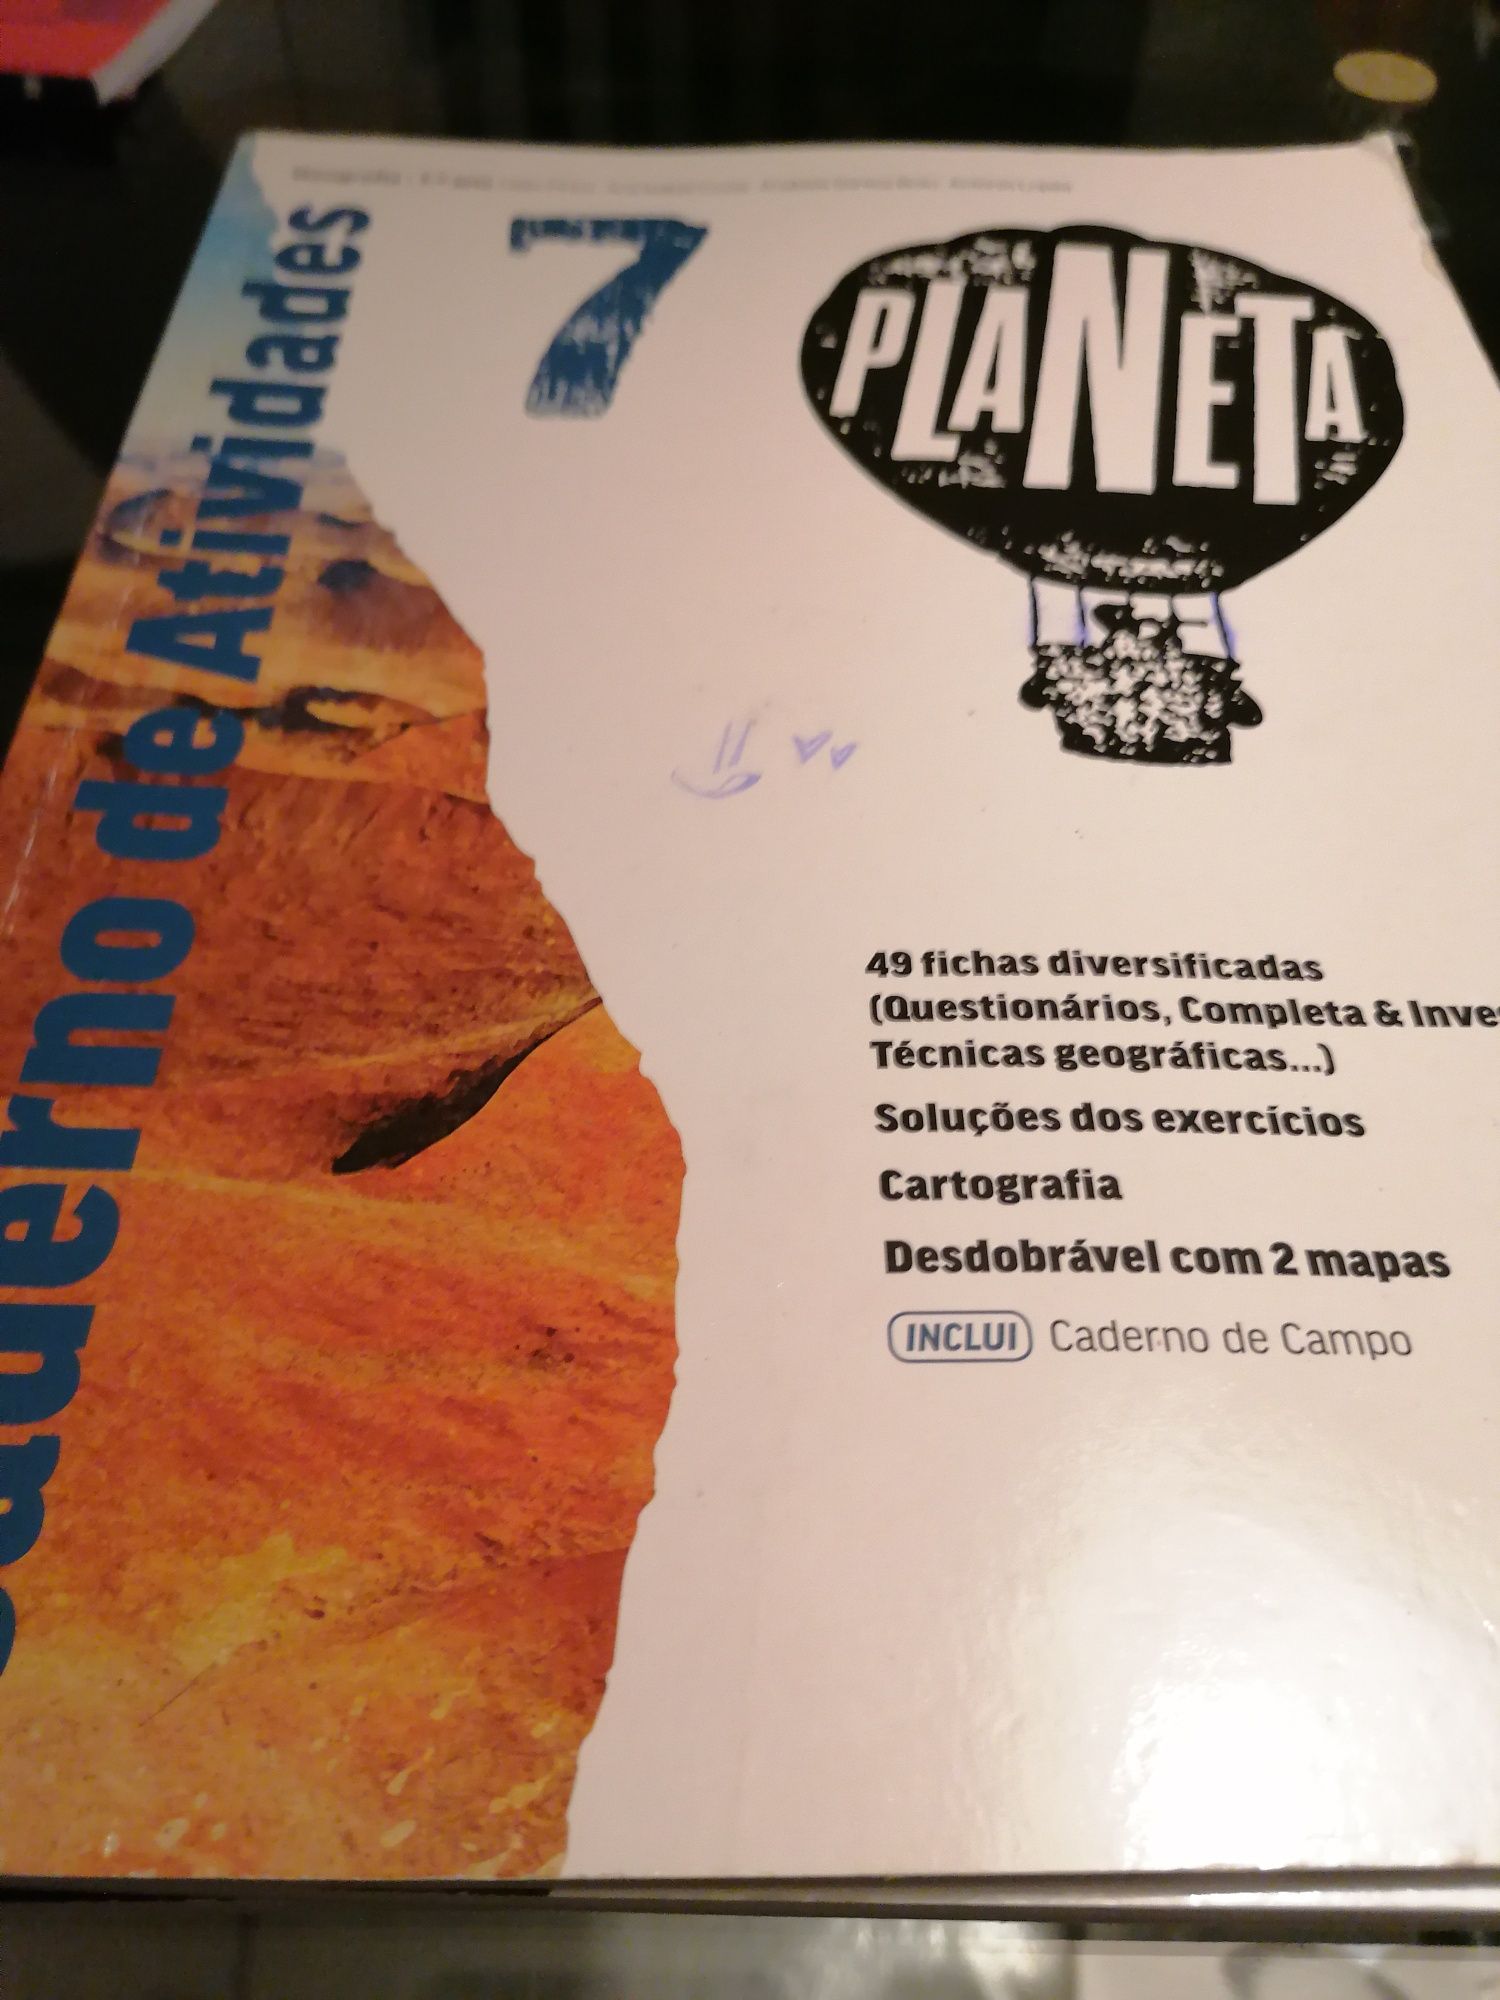 7
PLANETA
Caderno de Atividades
49 fichas diversificadas
(Questionários, Completa &
Técnicas geográficas...)
Soluções dos exercícios
Cartografia
Desdobrável com 2 mapas
INCLUI Caderno de Campo